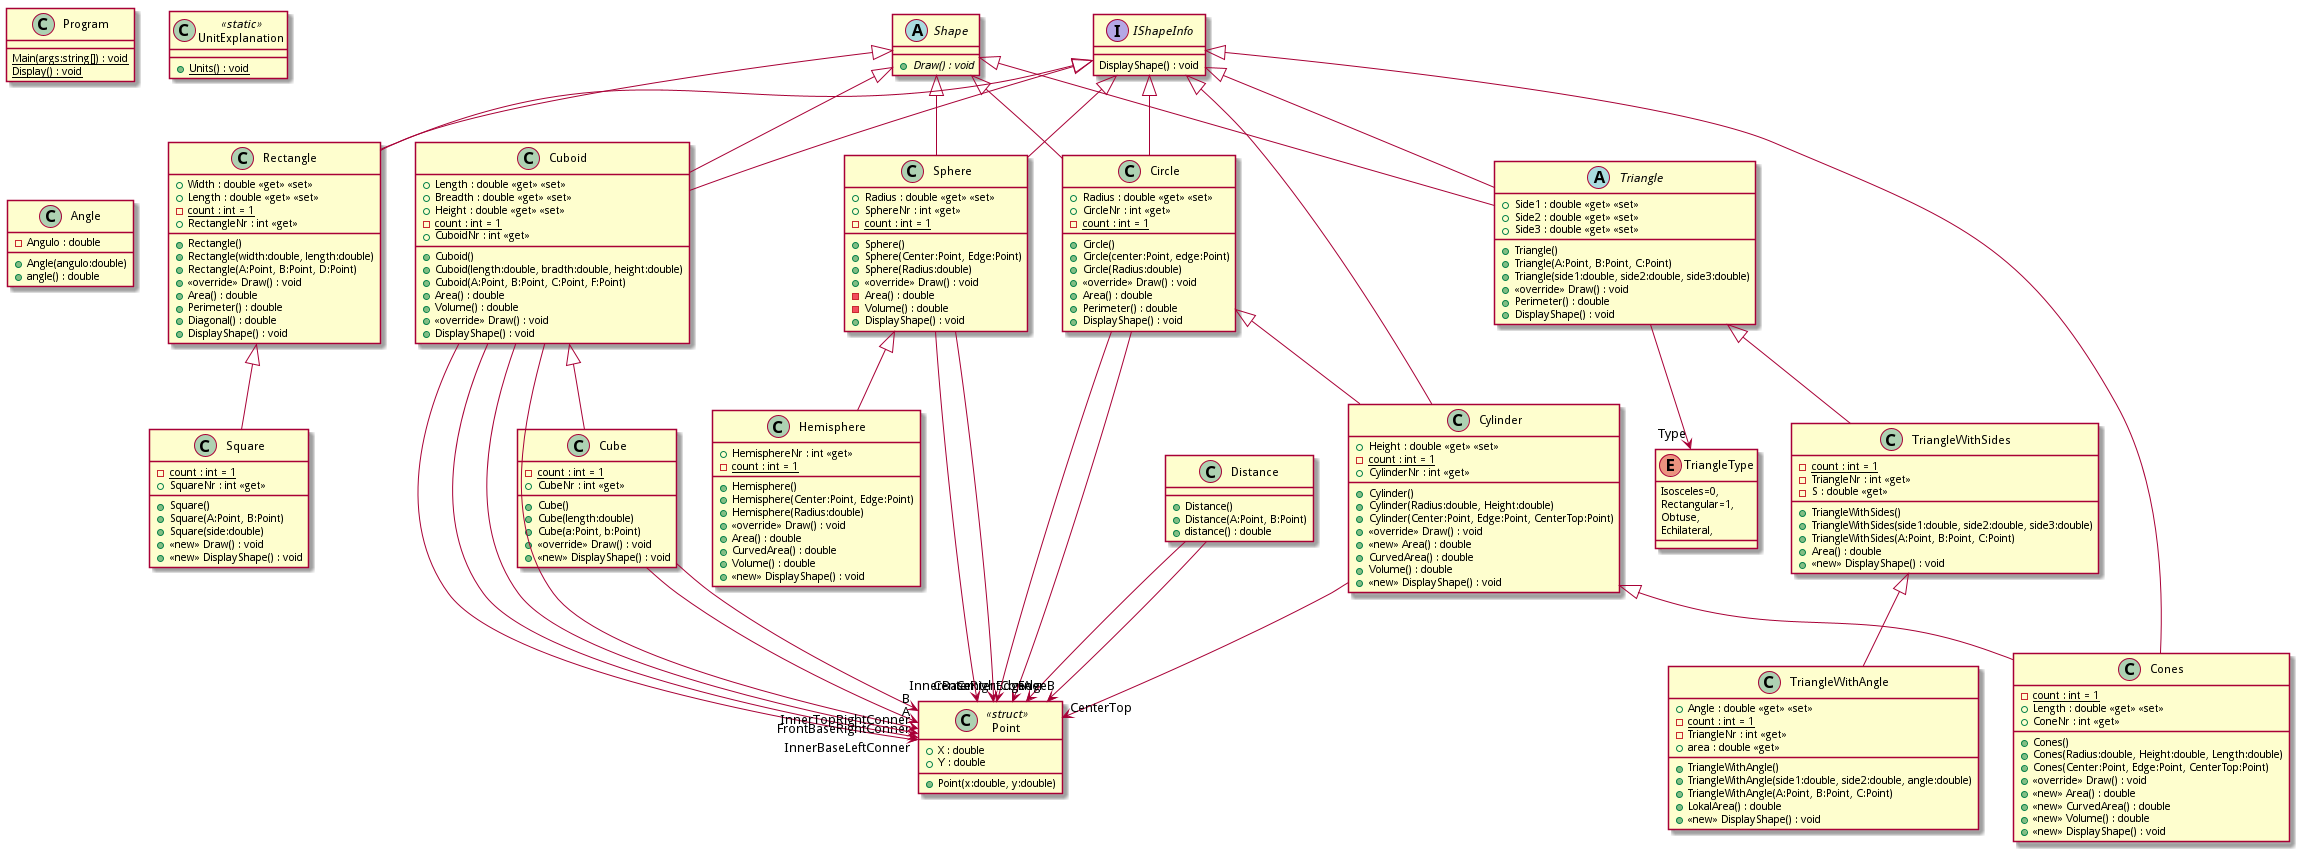 C Program
Main(args:string[]) : void
Display() : void
C «static»
UnitExplanation
Units() : void
A Shape
Draw() : void
I IShapeInfo
DisplayShape() : void
C Rectangle
Width : double «get» «set»
Length : double «get» «set»
count : int = 1
RectangleNr : int «get»
Rectangle()
Rectangle(width:double, length:double)
Rectangle(A:Point, B:Point, D:Point)
«override» Draw() : void
Area() : double
Perimeter() : double
Diagonal() : double
DisplayShape() : void
C Cuboid
Length : double «get» «set»
Breadth : double «get» «set»
Height : double «get» «set»
count : int = 1
CuboidNr : int «get»
Cuboid()
Cuboid(length:double, bradth:double, height:double)
Cuboid(A:Point, B:Point, C:Point, F:Point)
Area() : double
Volume() : double
«override» Draw() : void
DisplayShape() : void
C Sphere
Radius : double «get» «set»
SphereNr : int «get»
count : int = 1
Sphere()
Sphere(Center:Point, Edge:Point)
Sphere(Radius:double)
«override» Draw() : void
Area() : double
Volume() : double
DisplayShape() : void
C Circle
Radius : double «get» «set»
CircleNr : int «get»
count : int = 1
Circle()
Circle(center:Point, edge:Point)
Circle(Radius:double)
«override» Draw() : void
Area() : double
Perimeter() : double
DisplayShape() : void
A Triangle
Side1 : double «get» «set»
Side2 : double «get» «set»
Side3 : double «get» «set»
Triangle()
Triangle(A:Point, B:Point, C:Point)
Triangle(side1:double, side2:double, side3:double)
«override» Draw() : void
Perimeter() : double
DisplayShape() : void
C Angle
Angulo : double
Angle(angulo:double)
angle() : double
C Square
count : int = 1
SquareNr : int «get»
Square()
Square(A:Point, B:Point)
Square(side:double)
«new» Draw() : void
«new» DisplayShape() : void
C Cube
count : int = 1
CubeNr : int «get»
Cube()
Cube(length:double)
Cube(a:Point, b:Point)
«override» Draw() : void
«new» DisplayShape() : void
C Hemisphere
HemisphereNr : int «get»
count : int = 1
Hemisphere()
Hemisphere(Center:Point, Edge:Point)
Hemisphere(Radius:double)
«override» Draw() : void
Area() : double
CurvedArea() : double
Volume() : double
«new» DisplayShape() : void
C Distance
Distance()
Distance(A:Point, B:Point)
distance() : double
C Cylinder
Height : double «get» «set»
count : int = 1
CylinderNr : int «get»
Cylinder()
Cylinder(Radius:double, Height:double)
Cylinder(Center:Point, Edge:Point, CenterTop:Point)
«override» Draw() : void
«new» Area() : double
CurvedArea() : double
Volume() : double
«new» DisplayShape() : void
Type
E TriangleType
Isosceles=0,
Rectangular=1,
Obtuse,
Echilateral,
C TriangleWithSides
count : int = 1
TriangleNr : int «get»
S : double «get»
TriangleWithSides()
TriangleWithSides(side1:double, side2:double, side3:double)
TriangleWithSides(A:Point, B:Point, C:Point)
Area() : double
«new» DisplayShape() : void
B
A
InnerTopRightConner
FrontBaseRightConner
InnerBaseLeftConner
CenterTop
C «struct»
Point
X : double
Y : double
Point(x:double, y:double)
C TriangleWithAngle
Angle : double «get» «set»
count : int = 1
TriangleNr : int «get»
area : double «get»
TriangleWithAngle()
TriangleWithAngle(side1:double, side2:double, angle:double)
TriangleWithAngle(A:Point, B:Point, C:Point)
LokalArea() : double
«new» DisplayShape() : void
C Cones
count : int = 1
Length : double «get» «set»
ConeNr : int «get»
Cones()
Cones(Radius:double, Height:double, Length:double)
Cones(Center:Point, Edge:Point, CenterTop:Point)
«override» Draw() : void
«new» Area() : double
«new» CurvedArea() : double
«new» Volume() : double
«new» DisplayShape() : void